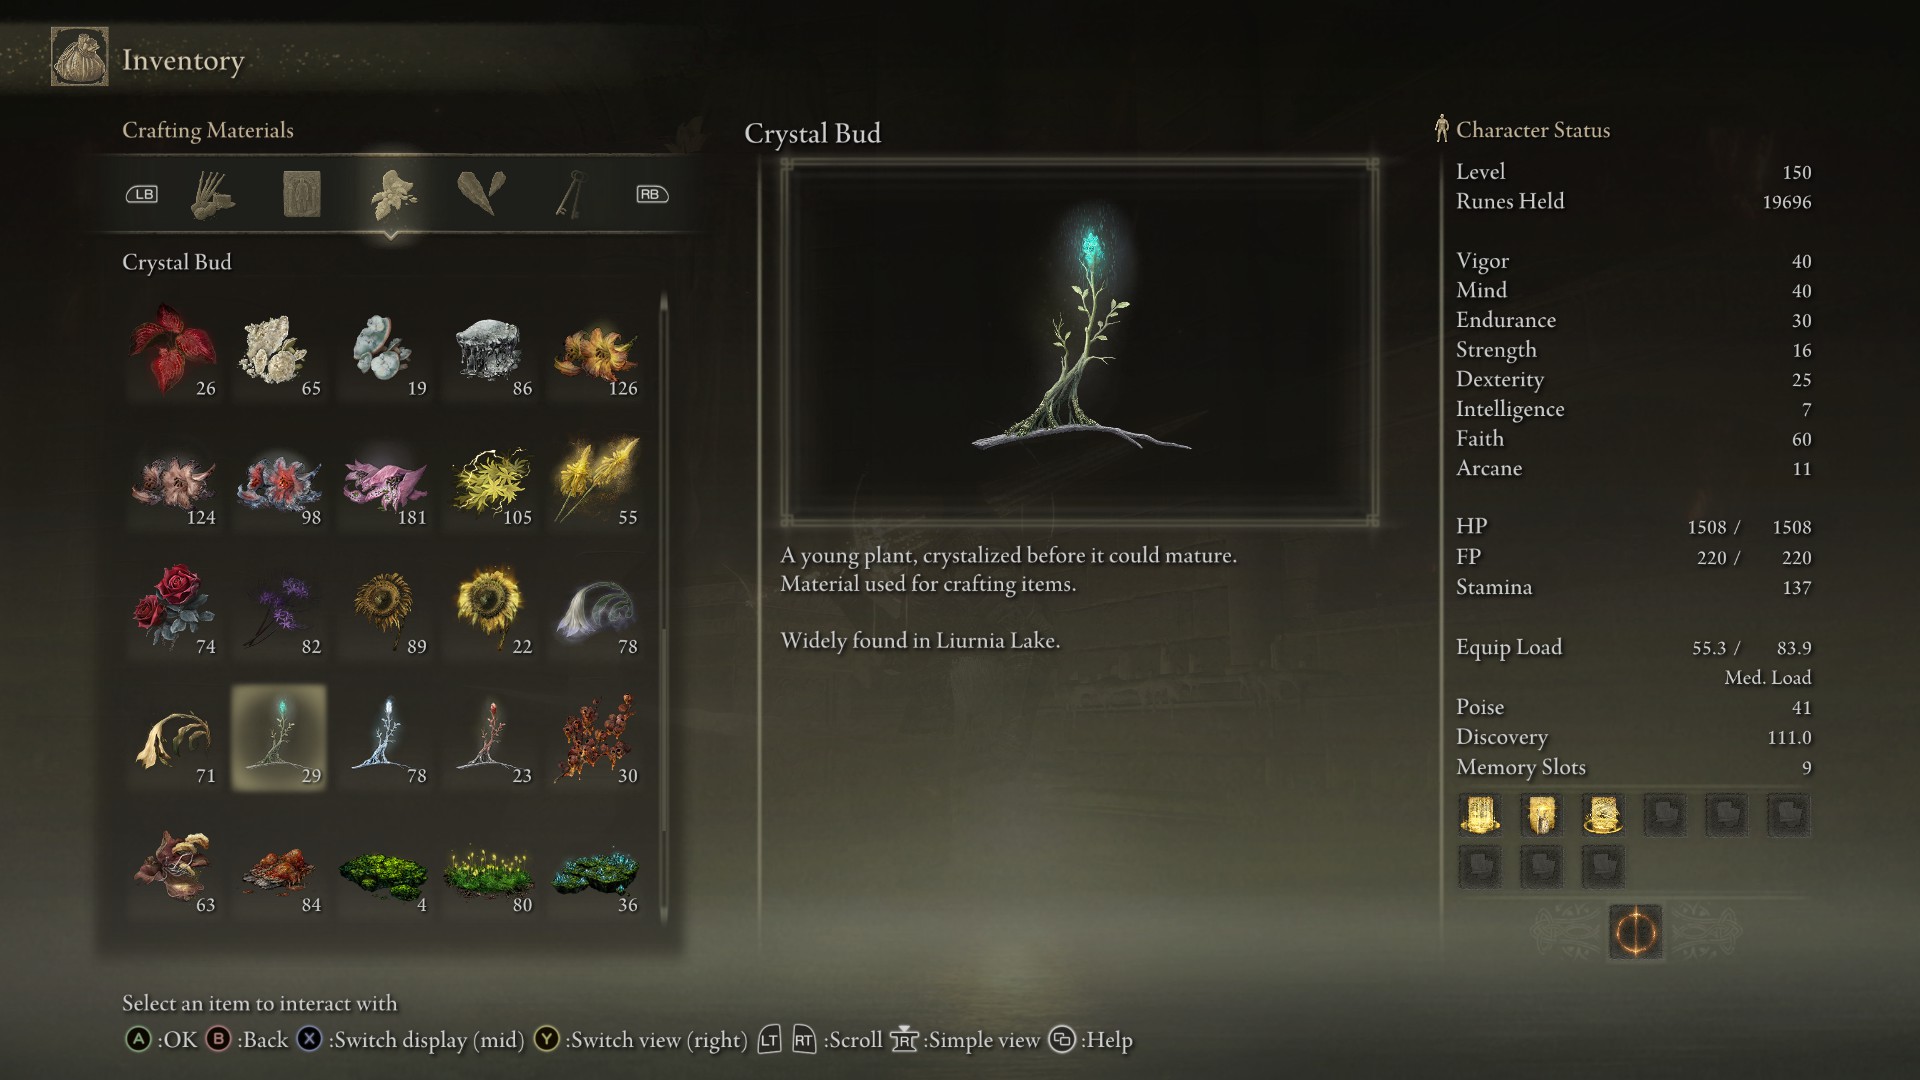 Inventory
Crafting Materials
LB
RB
Crystal Bud
26 65 19 86 126
124 98 181 105 55
74 82 89 22 78
71 29 78 23 30
63 84 4 80 36
Crystal Bud
A young plant, crystalized before it could mature.
Material used for crafting items.
Widely found in Liurnia Lake.
Character Status
Level 150
Runes Held 19696
Vigor 40
Mind 40
Endurance 30
Strength 16
Dexterity 25
Intelligence 7
Faith 60
Arcane 11
HP 1508 / 1508
FP 220 / 220
Stamina 137
Equip Load 55.3 / 83.9
Med. Load
Poise 41
Discovery 111.0
Memory Slots 9
Select an item to interact with
A :OK B :Back X :Switch display (mid) Y :Switch view (right) LT RT :Scroll R :Simple view :Help